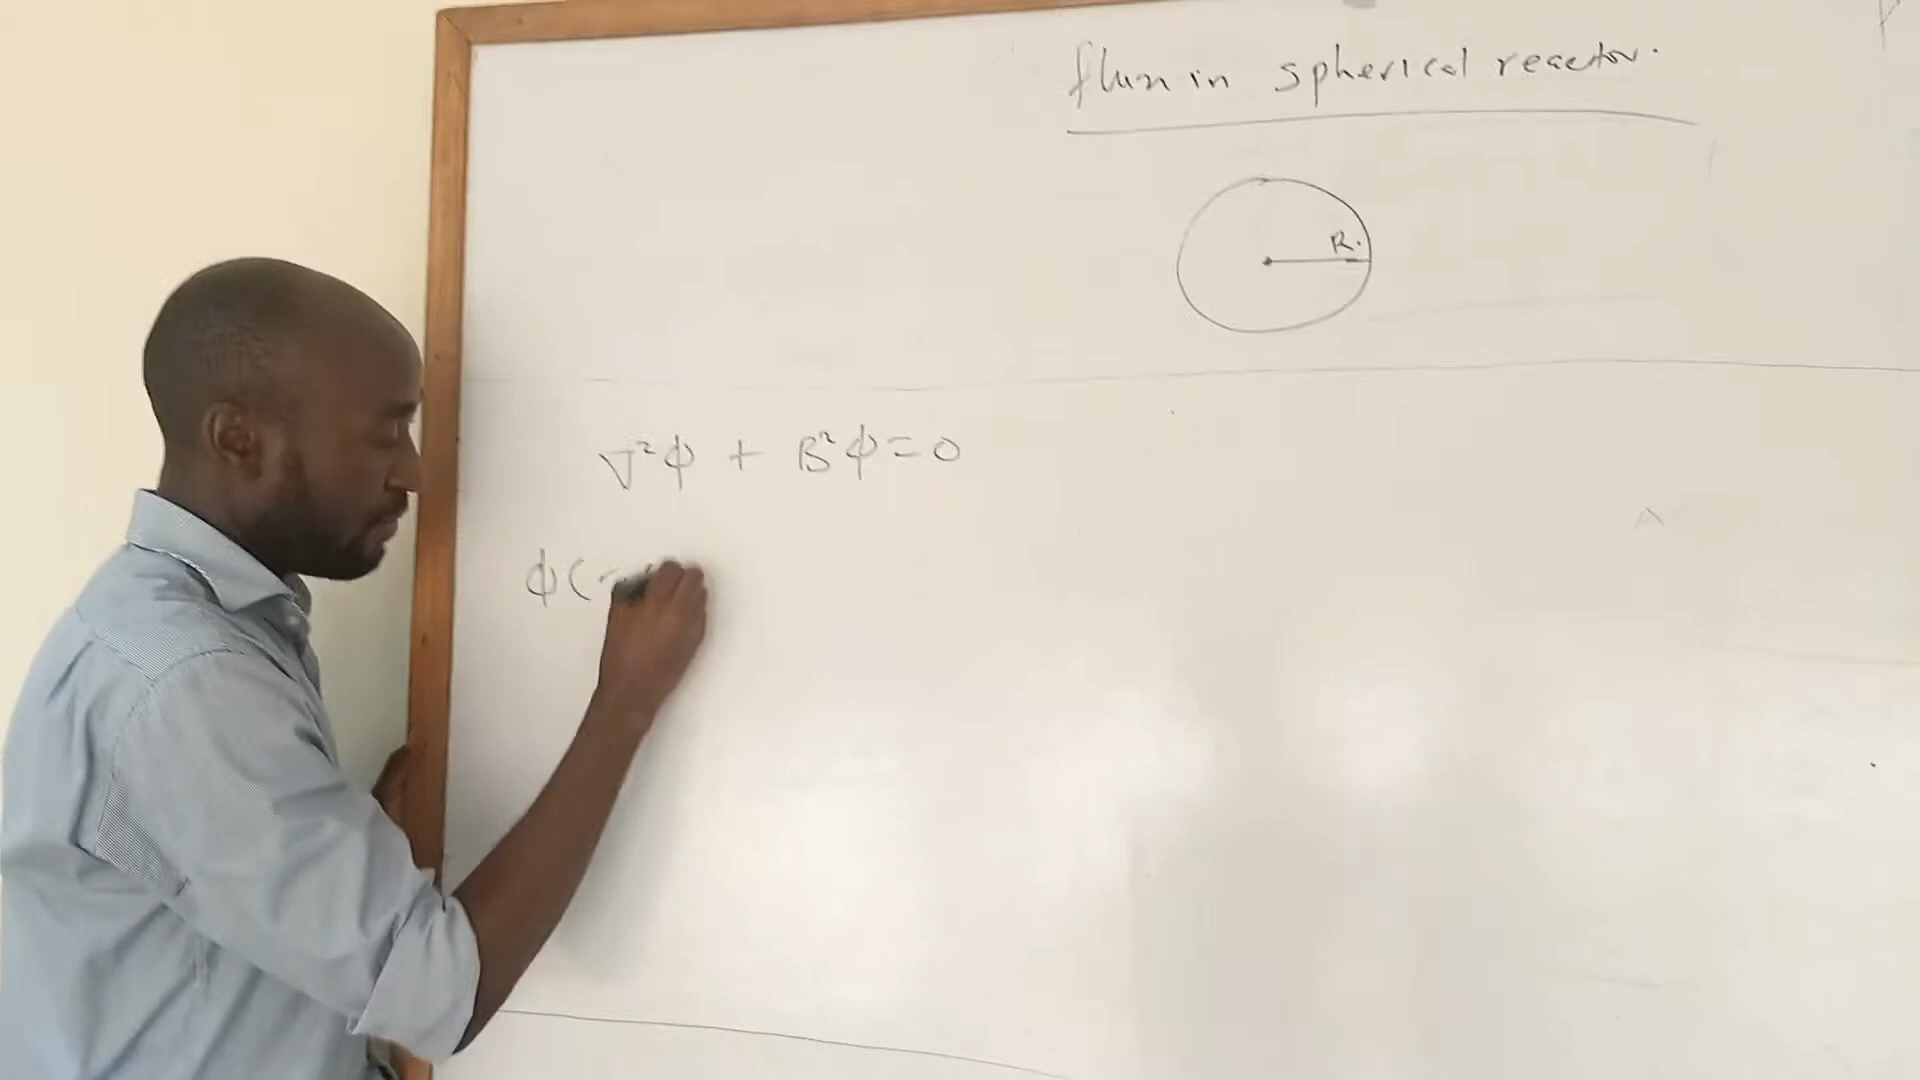 flux in spherical reactor.
R.
∇²ϕ + B²ϕ = 0
ϕ(